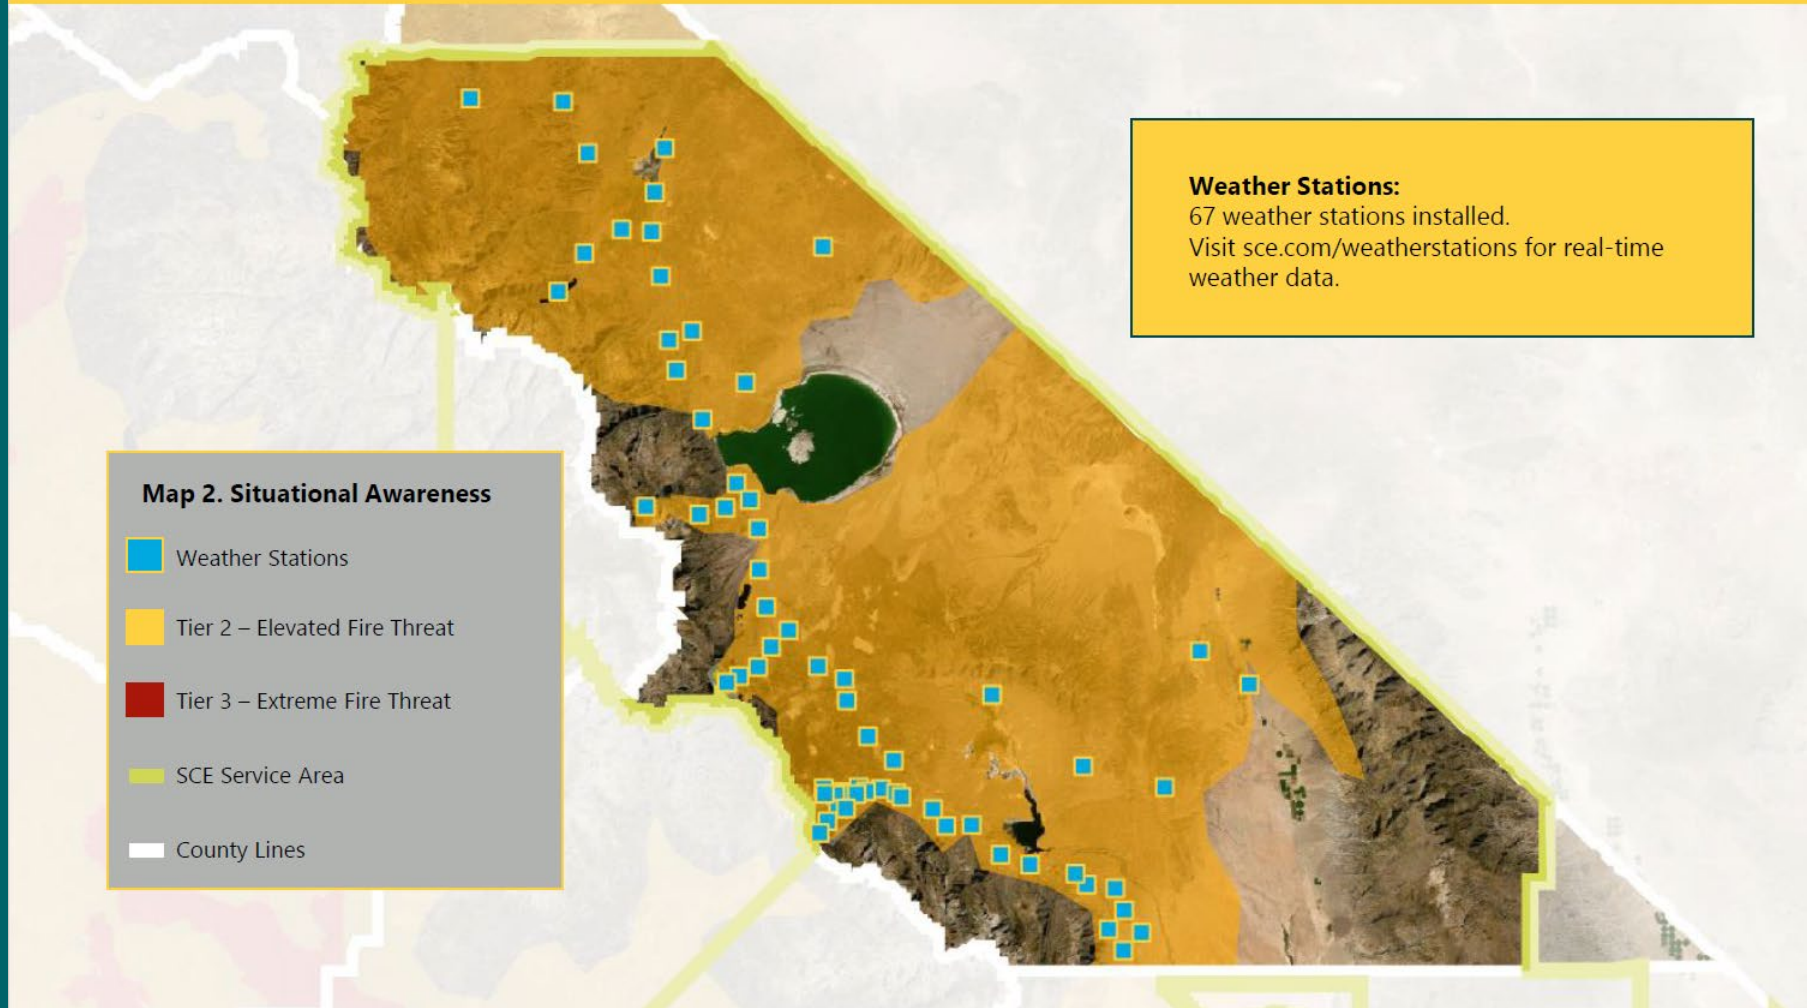 Weather Stations:
67 weather stations installed.
Visit sce.com/weatherstations for real-time
weather data.
Map 2. Situational Awareness
Weather Stations
Tier 2 – Elevated Fire Threat
Tier 3 – Extreme Fire Threat
SCE Service Area
County Lines